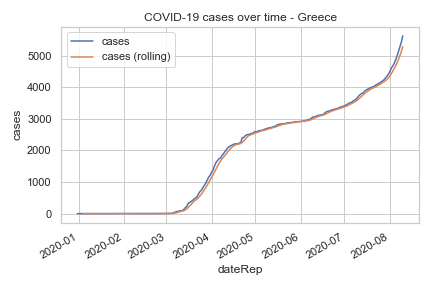 COVID-19 cases over time - Greece
cases
cases (rolling)
5000
4000
3000
2000
1000
0
cases
2020-01
2020-02
2020-03
2020-04
2020-05
2020-06
2020-07
2020-08
dateRep